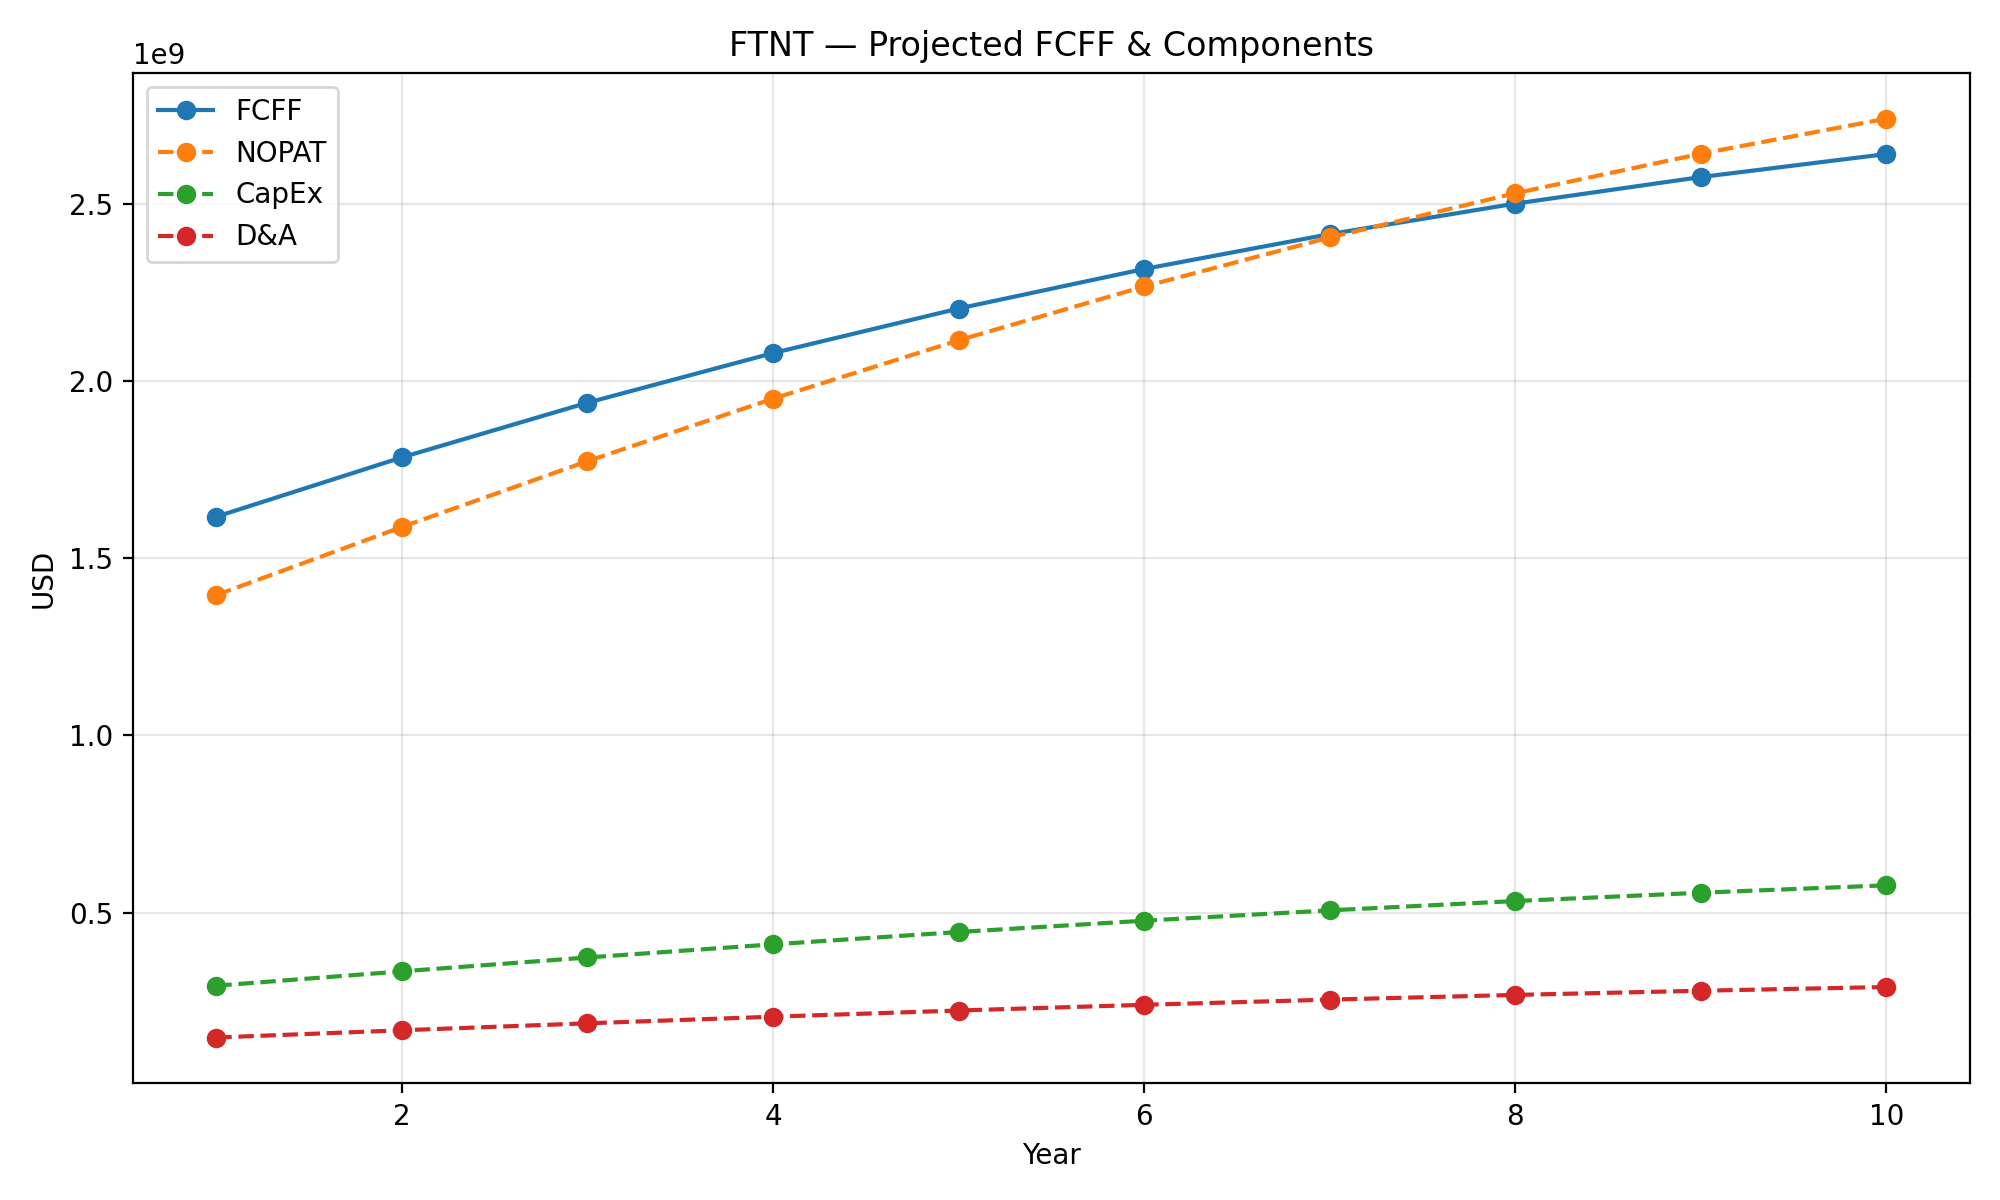 FTNT — Projected FCFF & Components
1e9
FCFF
NOPAT
CapEx
D&A
2.5
2.0
1.5
1.0
0.5
USD
2 4 6 8 10
Year